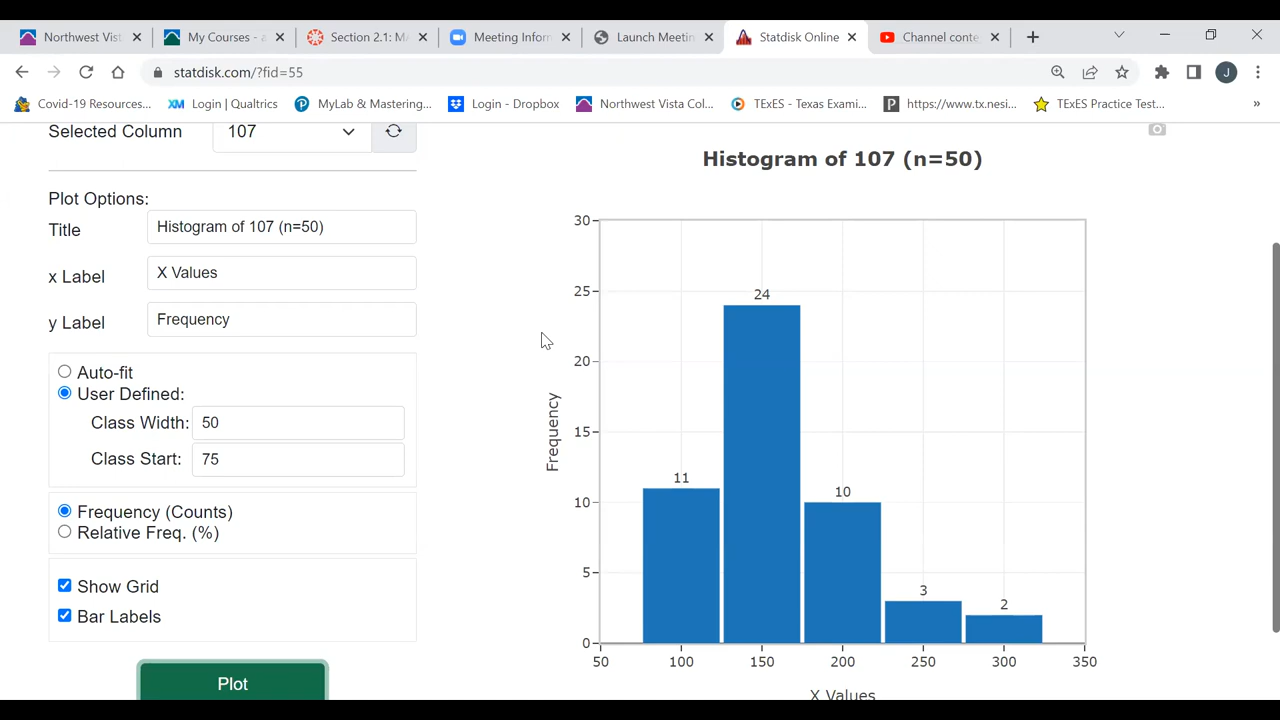 Northwest Vista
My Courses - a
Section 2.1: MA
Meeting Inform
Launch Meetin
Statdisk Online
Channel conte
statdisk.com/?fid=55
J
Covid-19 Resources...
XM Login | Qualtrics
P MyLab & Mastering...
Login - Dropbox
Northwest Vista Col...
TExES - Texas Exami...
P https://www.tx.nesi...
TExES Practice Test...
»
Selected Column 107
Plot Options:
Title Histogram of 107 (n=50)
x Label X Values
y Label Frequency
Auto-fit
User Defined:
Class Width: 50
Class Start: 75
Frequency (Counts)
Relative Freq. (%)
Show Grid
Bar Labels
Plot
Histogram of 107 (n=50)
30
25
20
15
10
5
0
Frequency
24
11
10
3
2
50 100 150 200 250 300 350
X Values